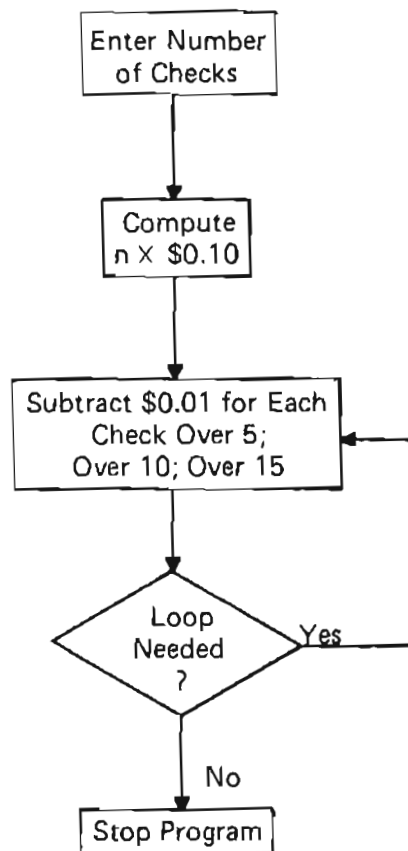 Enter Number
of Checks
Compute
n X $0.10
Subtract $0.01 for Each
Check Over 5;
Over 10; Over 15
Loop
Needed
?
Yes
No
Stop Program